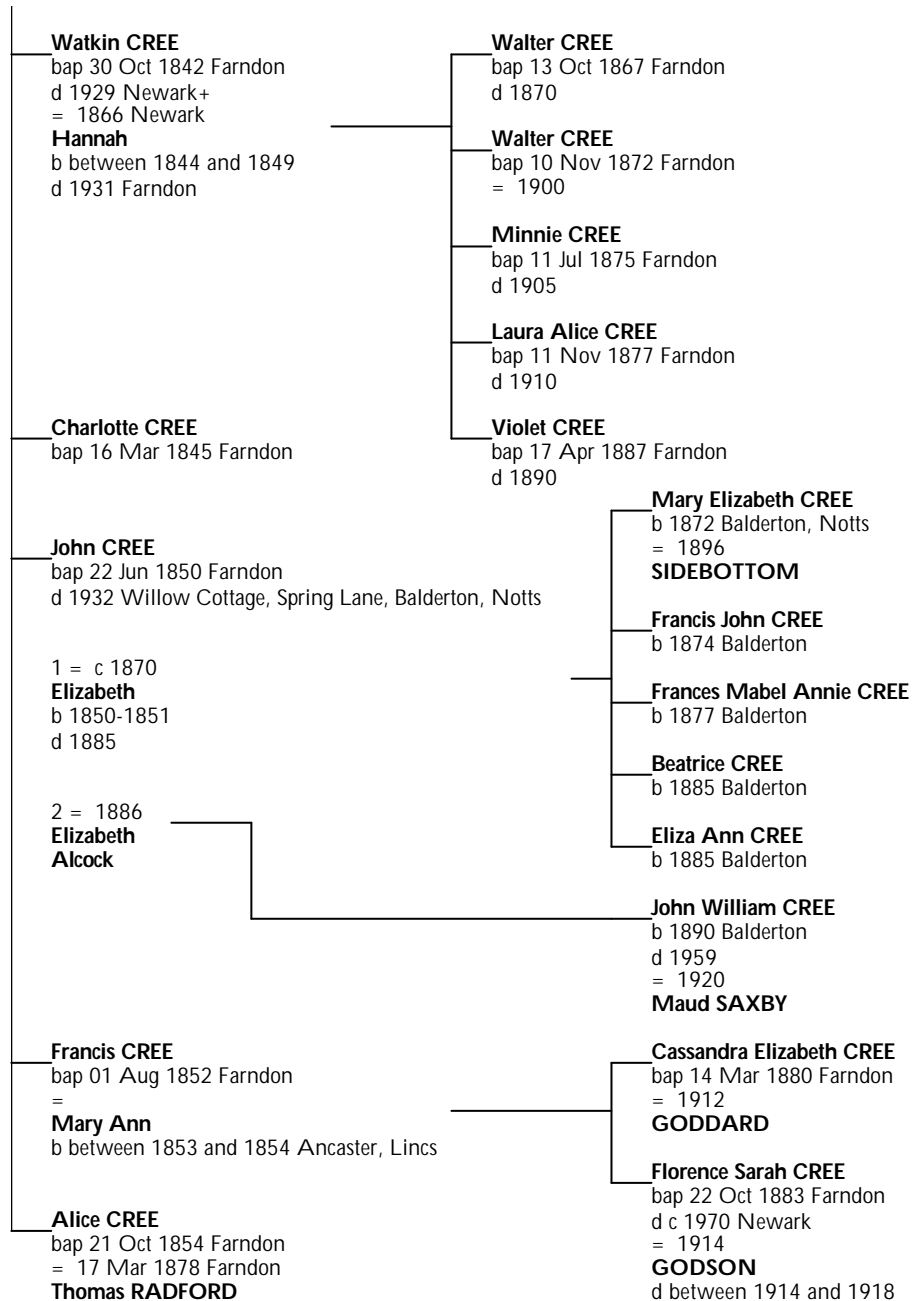 Watkin CREE
bap 30 Oct 1842 Farndon
d 1929 Newark+
= 1866 Newark
Hannah
b between 1844 and 1849
d 1931 Farndon
Walter CREE
bap 13 Oct 1867 Farndon
d 1870
Walter CREE
bap 10 Nov 1872 Farndon
= 1900
Minnie CREE
bap 11 Jul 1875 Farndon
d 1905
Laura Alice CREE
bap 11 Nov 1877 Farndon
d 1910
Violet CREE
bap 17 Apr 1887 Farndon
d 1890
Charlotte CREE
bap 16 Mar 1845 Farndon
John CREE
bap 22 Jun 1850 Farndon
d 1932 Willow Cottage, Spring Lane, Balderton, Notts
1 = c 1870
Elizabeth
b 1850-1851
d 1885
Mary Elizabeth CREE
b 1872 Balderton, Notts
= 1896
SIDEBOTTOM
Francis John CREE
b 1874 Balderton
Frances Mabel Annie CREE
b 1877 Balderton
Beatrice CREE
b 1885 Balderton
Eliza Ann CREE
b 1885 Balderton
2 = 1886
Elizabeth
Alcock
John William CREE
b 1890 Balderton
d 1959
= 1920
Maud SAXBY
Francis CREE
bap 01 Aug 1852 Farndon
=
Mary Ann
b between 1853 and 1854 Ancaster, Lincs
Cassandra Elizabeth CREE
bap 14 Mar 1880 Farndon
= 1912
GODDARD
Florence Sarah CREE
bap 22 Oct 1883 Farndon
d c 1970 Newark
= 1914
GODSON
d between 1914 and 1918
Alice CREE
bap 21 Oct 1854 Farndon
= 17 Mar 1878 Farndon
Thomas RADFORD